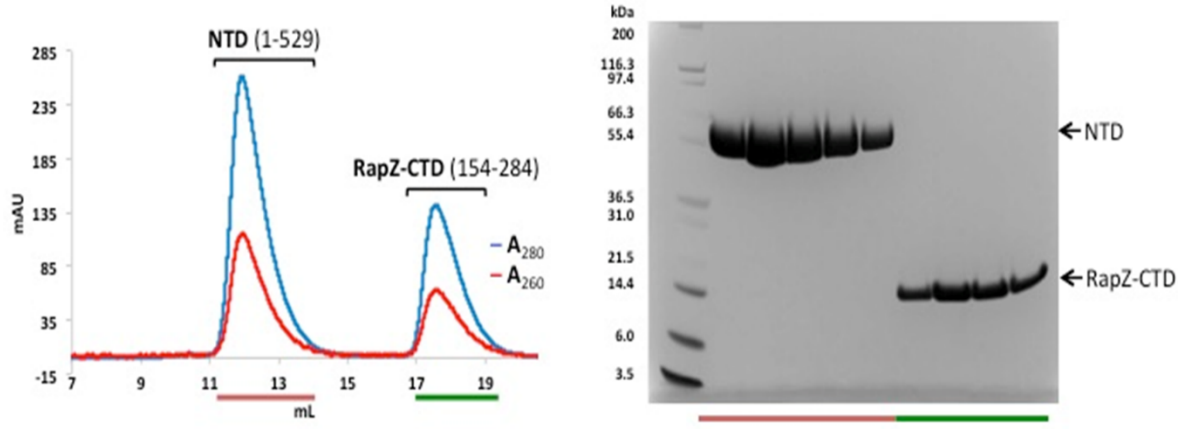 NTD (1-529)
RapZ-CTD (154-284)
A280
A260
mAU
285
235
185
135
85
35
-15
7 9 11 13 15 17 19
mL
kDa
200
116.3
97.4
66.3
55.4
36.5
31.0
21.5
14.4
6.0
3.5
NTD
RapZ-CTD